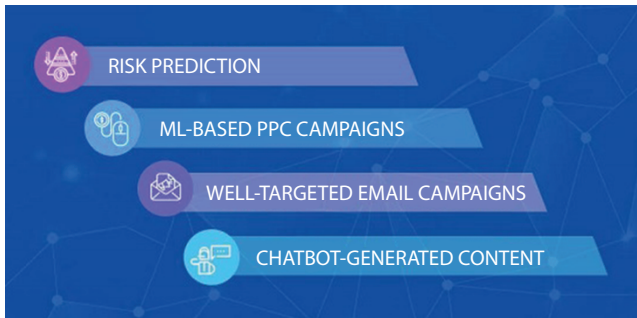 RISK PREDICTION
ML-BASED PPC CAMPAIGNS
WELL-TARGETED EMAIL CAMPAIGNS
CHATBOT-GENERATED CONTENT